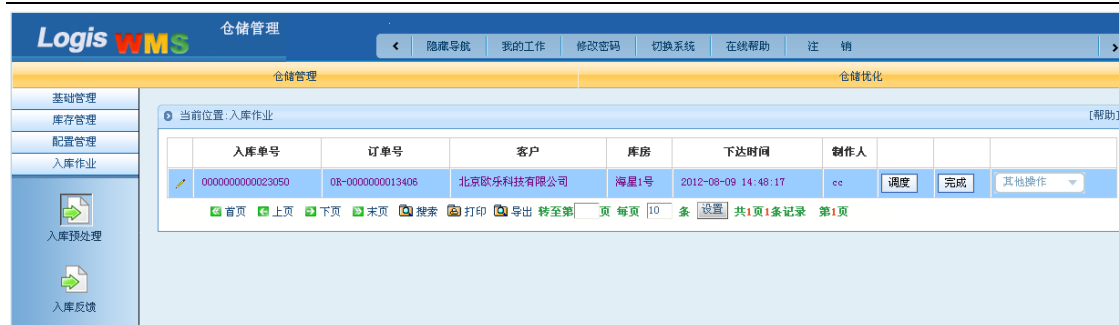 Logis WMS 仓储管理
隐藏导航 我的工作 修改密码 切换系统 在线帮助 注 销
仓储管理 仓储优化
基础管理
库存管理
配置管理
入库作业
入库预处理
入库反馈
当前位置:入库作业 [帮助]
入库单号 订单号 客户 库房 下达时间 制作人
0000000000023050 0R-0000000013406 北京欧乐科技有限公司 海星1号 2012-08-09 14:48:17 cc 调度 完成 其他操作
首页 上页 下页 末页 搜索 打印 导出 转至第 页 每页 10 条 设置 共1页1条记录 第1页